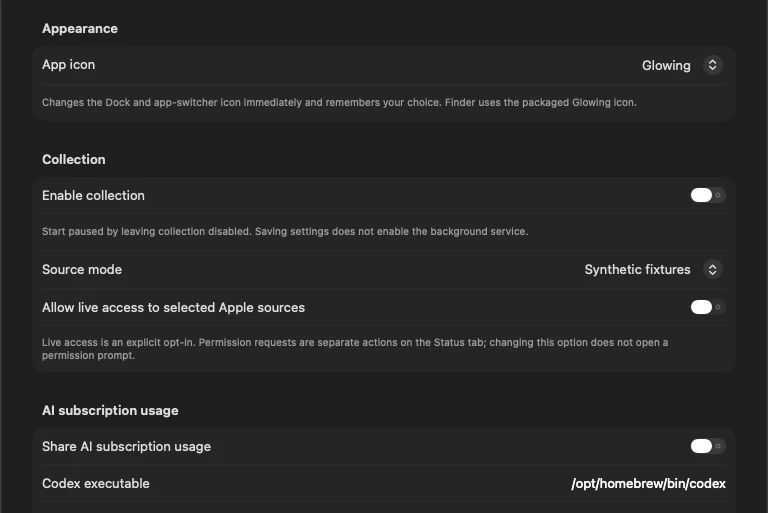 Appearance
App icon
Glowing
Changes the Dock and app-switcher icon immediately and remembers your choice. Finder uses the packaged Glowing icon.
Collection
Enable collection
Start paused by leaving collection disabled. Saving settings does not enable the background service.
Source mode
Synthetic fixtures
Allow live access to selected Apple sources
Live access is an explicit opt-in. Permission requests are separate actions on the Status tab; changing this option does not open a
permission prompt.
AI subscription usage
Share AI subscription usage
Codex executable
/opt/homebrew/bin/codex